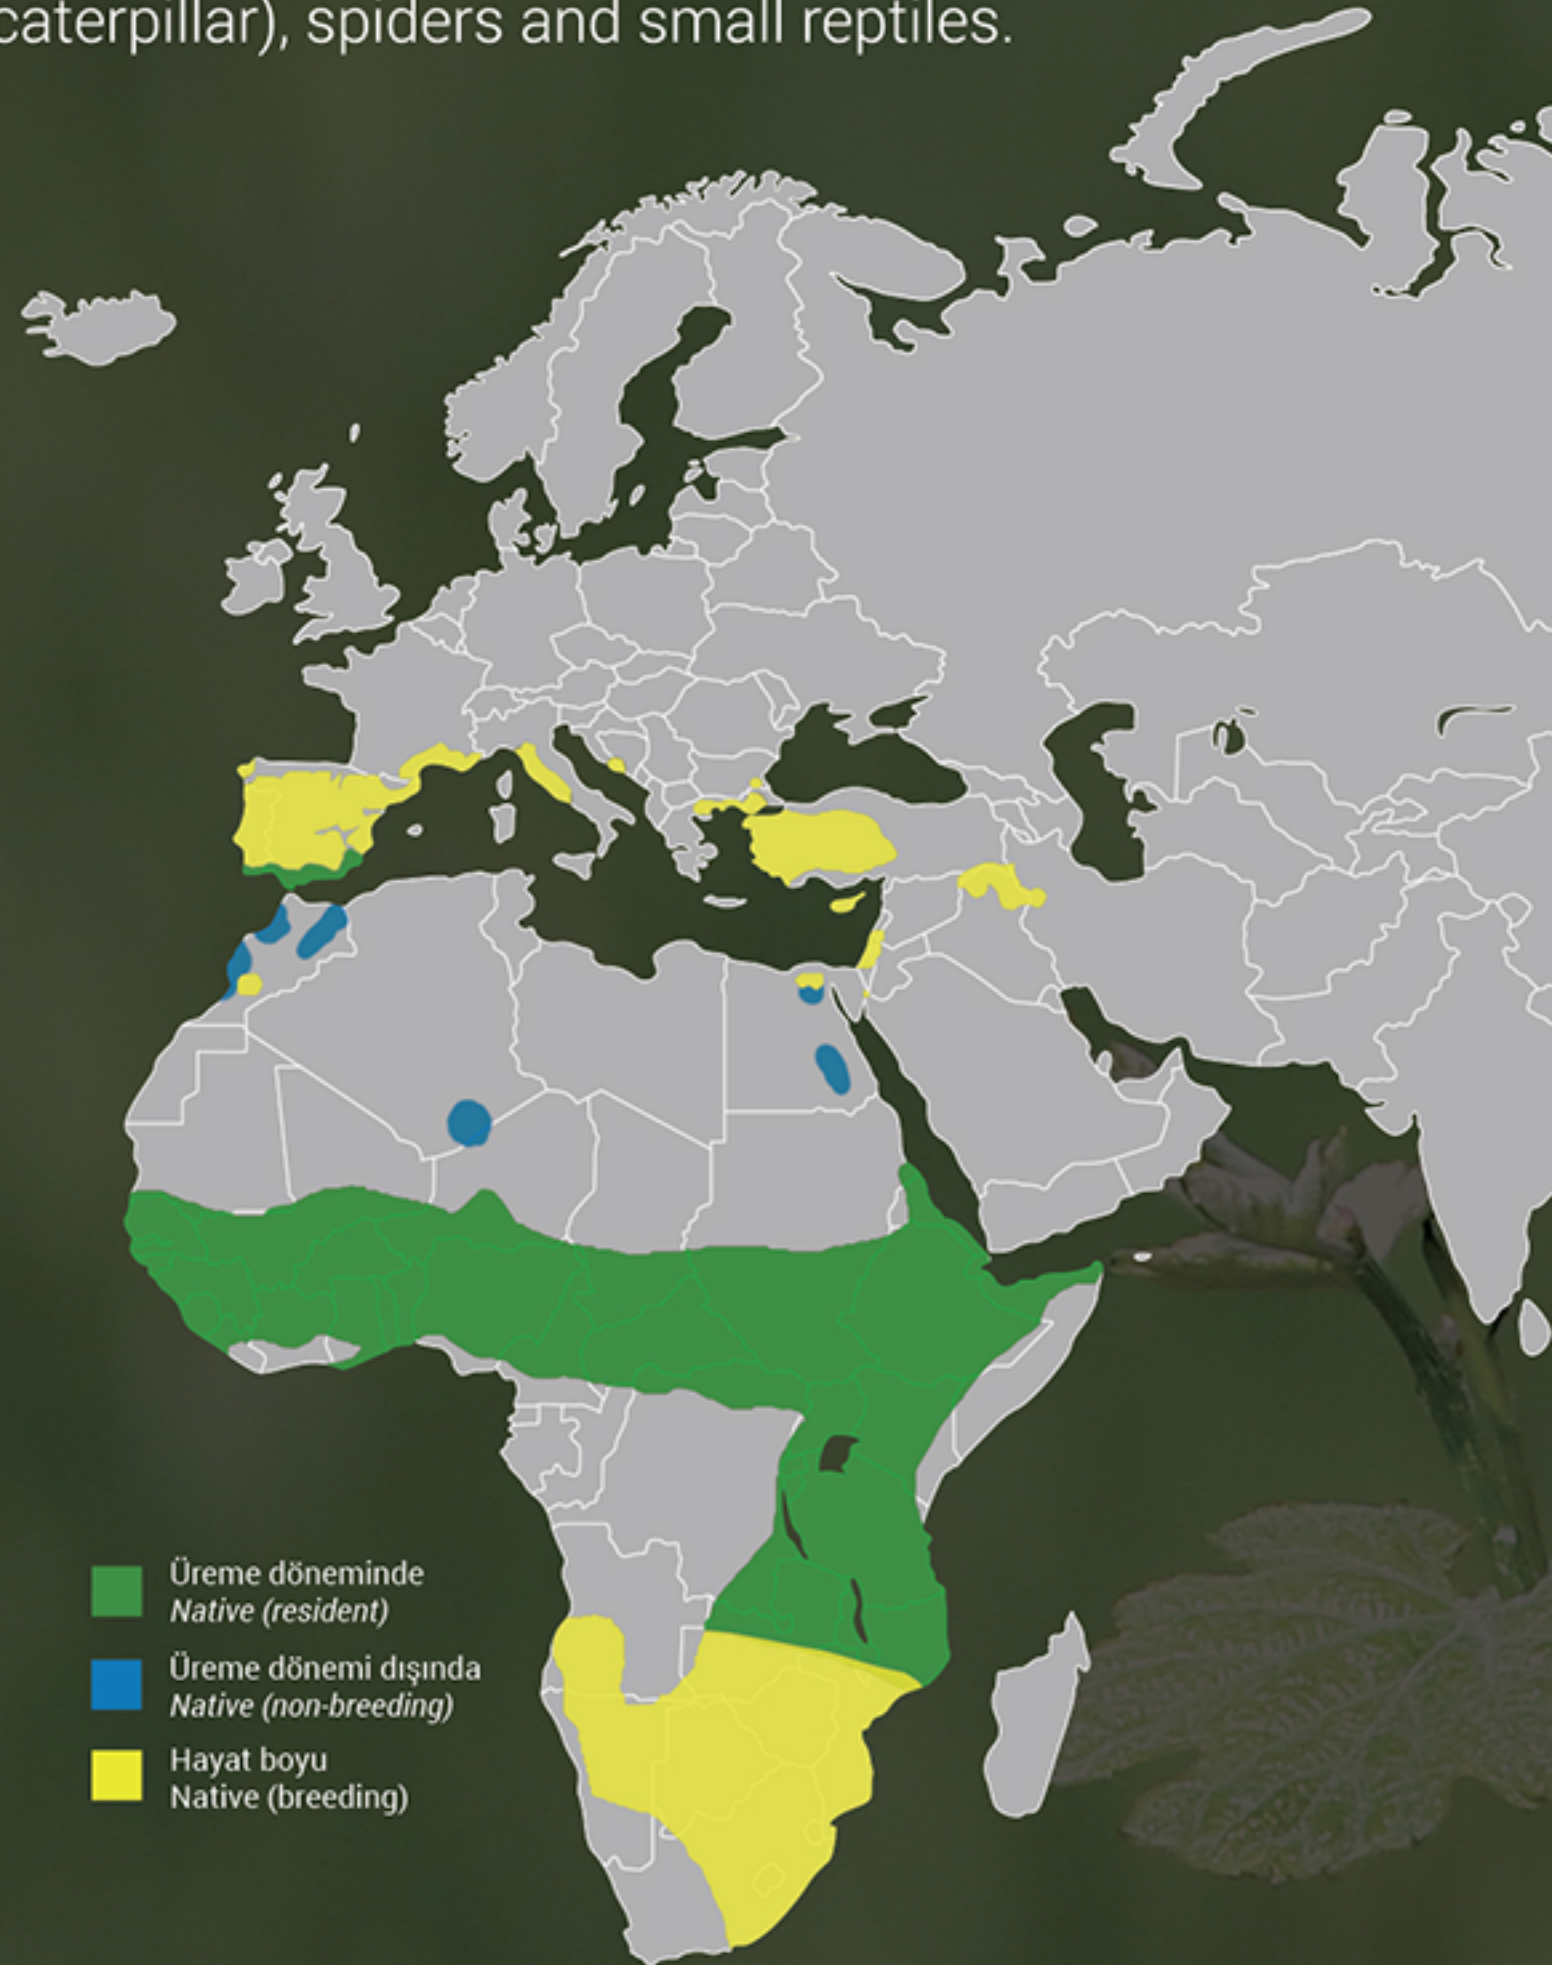 caterpillar), spiders and small reptiles.
Üreme döneminde
Native (resident)
Üreme dönemi dışında
Native (non-breeding)
Hayat boyu
Native (breeding)